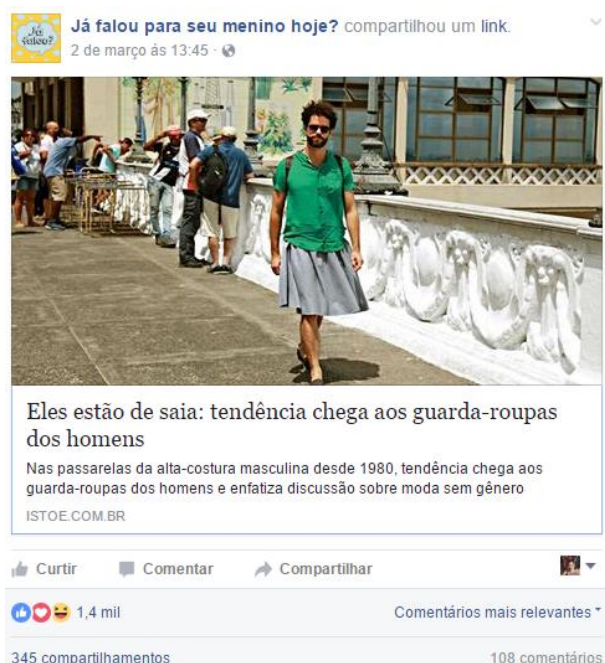 Já falou?
Já falou para seu menino hoje? compartilhou um link.
2 de março às 13:45 ·
Eles estão de saia: tendência chega aos guarda-roupas
dos homens
Nas passarelas da alta-costura masculina desde 1980, tendência chega aos
guarda-roupas dos homens e enfatiza discussão sobre moda sem gênero
ISTOE.COM.BR
Curtir Comentar Compartilhar
1,4 mil Comentários mais relevantes
345 compartilhamentos 108 comentários